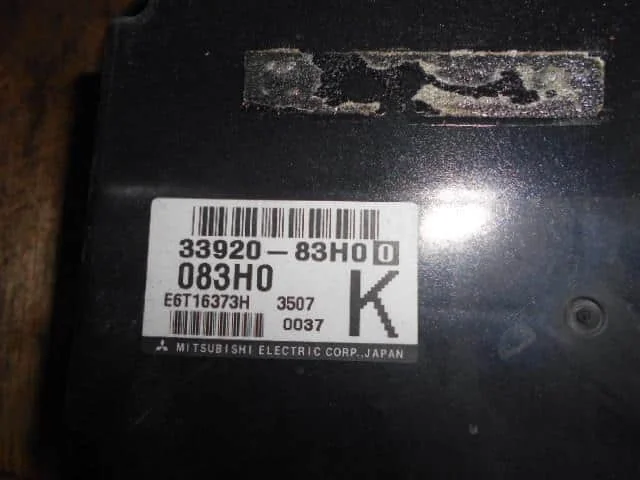 33920-83H0 0
083H0
E6T16373H 3507 K
0037
MITSUBISHI ELECTRIC CORP., JAPAN